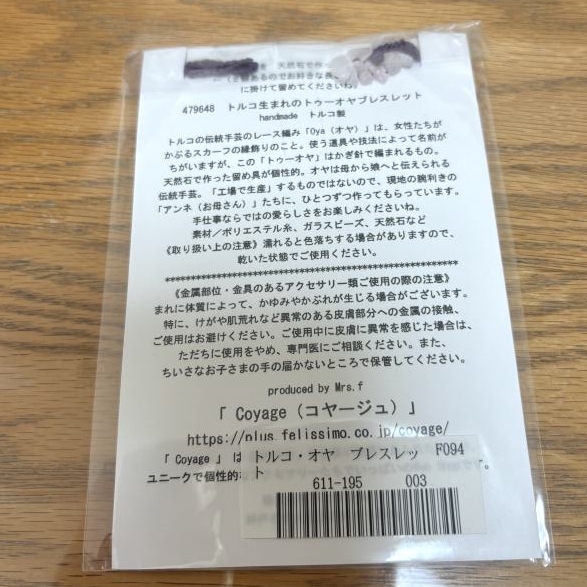 天然石で作っ
(2個あるのでお好きな長
に掛けて留めてくださいね。
479648 トルコ生まれのトゥーオヤブレスレット
handmade トルコ製
トルコの伝統手芸のレース編み「Oya（オヤ）」は、女性たちが
かぶるスカーフの縁飾りのこと。使う道具や技法によって名前が
ちがいますが、この「トゥーオヤ」はかぎ針で編まれるもの。
天然石で作った留め具が個性的。オヤは母から娘へと伝えられる
伝統手芸。「工場で生産」するものではないので、現地の腕利きの
「アンネ（お母さん）」たちに、ひとつずつ作ってもらっています。
手仕事ならではの愛らしさをお楽しみくださいね。
素材／ポリエステル糸、ガラスビーズ、天然石など
《取り扱い上の注意》濡れると色落ちする場合がありますので、
乾いた状態でご使用ください。
《金属部位・金具のあるアクセサリー類ご使用の際の注意》
まれに体質によって、かゆみやかぶれが生じる場合がございます。
特に、けがや肌荒れなど異常のある皮膚部分への金属の接触、
ご使用はお避けください。ご使用中に皮膚に異常を感じた場合は、
ただちに使用をやめ、専門医にご相談ください。また、
ちいさなお子さまの手の届かないところで保管してください。
produced by Mrs.f
「 Coyage（コヤージュ）」
https://plus.felissimo.co.jp/coyage/
「 Coyage 」 は
ユニークで個性的
トルコ・オヤ ブレスレッ F094
ト
611-195 003